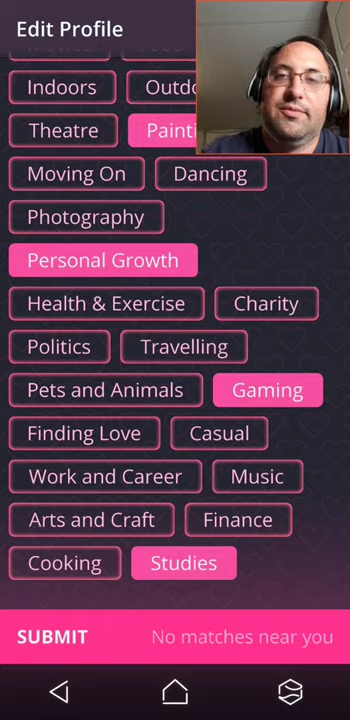 Edit Profile
Indoors
Theatre
Moving On Dancing
Photography
Personal Growth
Health & Exercise Charity
Politics Travelling
Pets and Animals Gaming
Finding Love Casual
Work and Career Music
Arts and Craft Finance
Cooking Studies
SUBMIT No matches near you